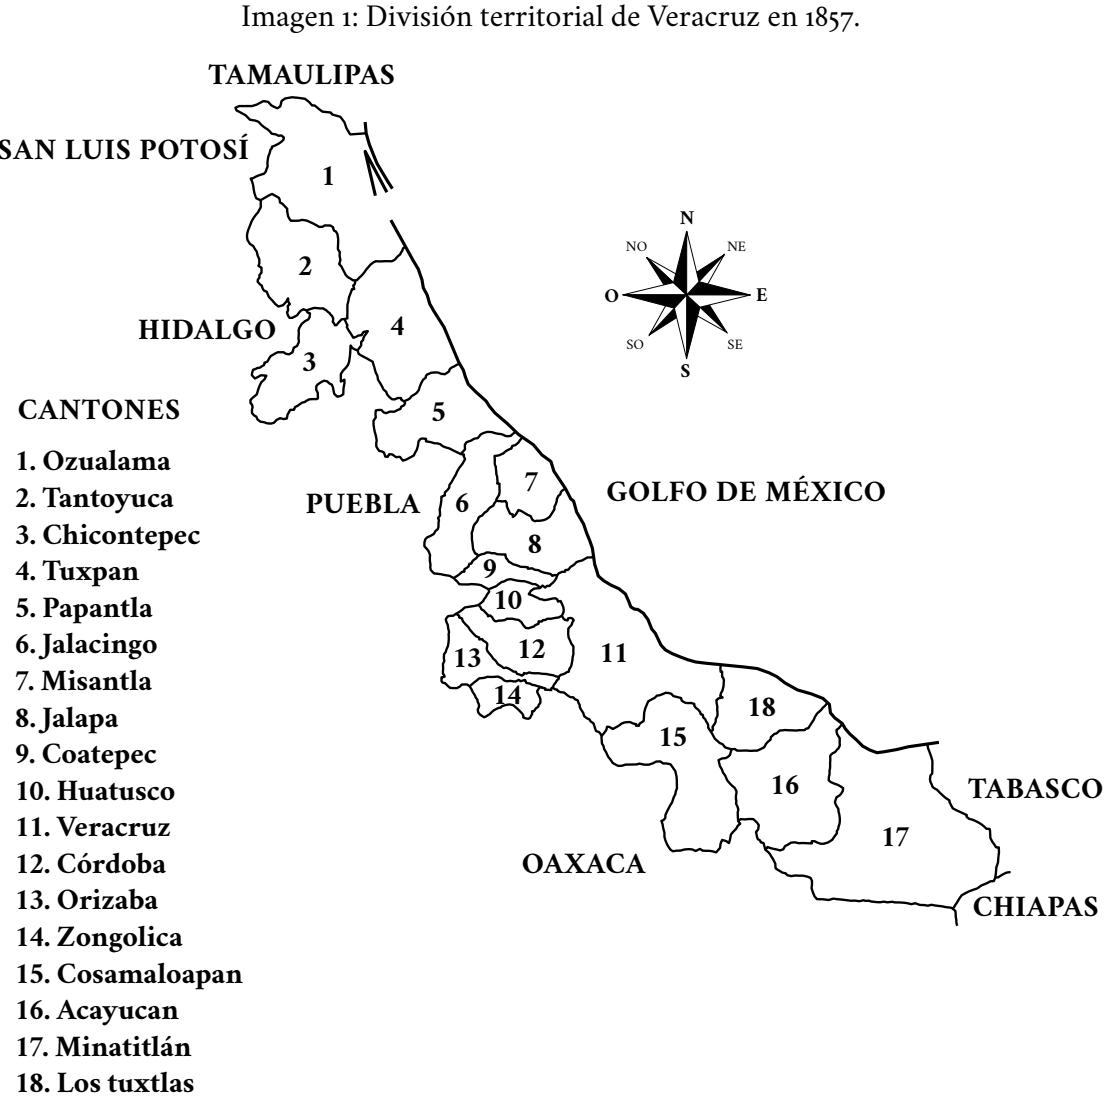 Imagen 1: División territorial de Veracruz en 1857.
TAMAULIPAS
SAN LUIS POTOSÍ
1
N
NO
NE
2
O
E
HIDALGO
4
SO
SE
3
S
CANTONES
5
1. Ozualama
2. Tantoyuca
3. Chicontepec
4. Tuxpan
5. Papantla
6. Jalacingo
7. Misantla
8. Jalapa
9. Coatepec
10. Huatusco
11. Veracruz
12. Córdoba
13. Orizaba
14. Zongolica
15. Cosamaloapan
16. Acayucan
17. Minatitlán
18. Los tuxtlas
PUEBLA
6
7
GOLFO DE MÉXICO
8
9
10
12
11
13
14
18
15
16
TABASCO
17
OAXACA
CHIAPAS